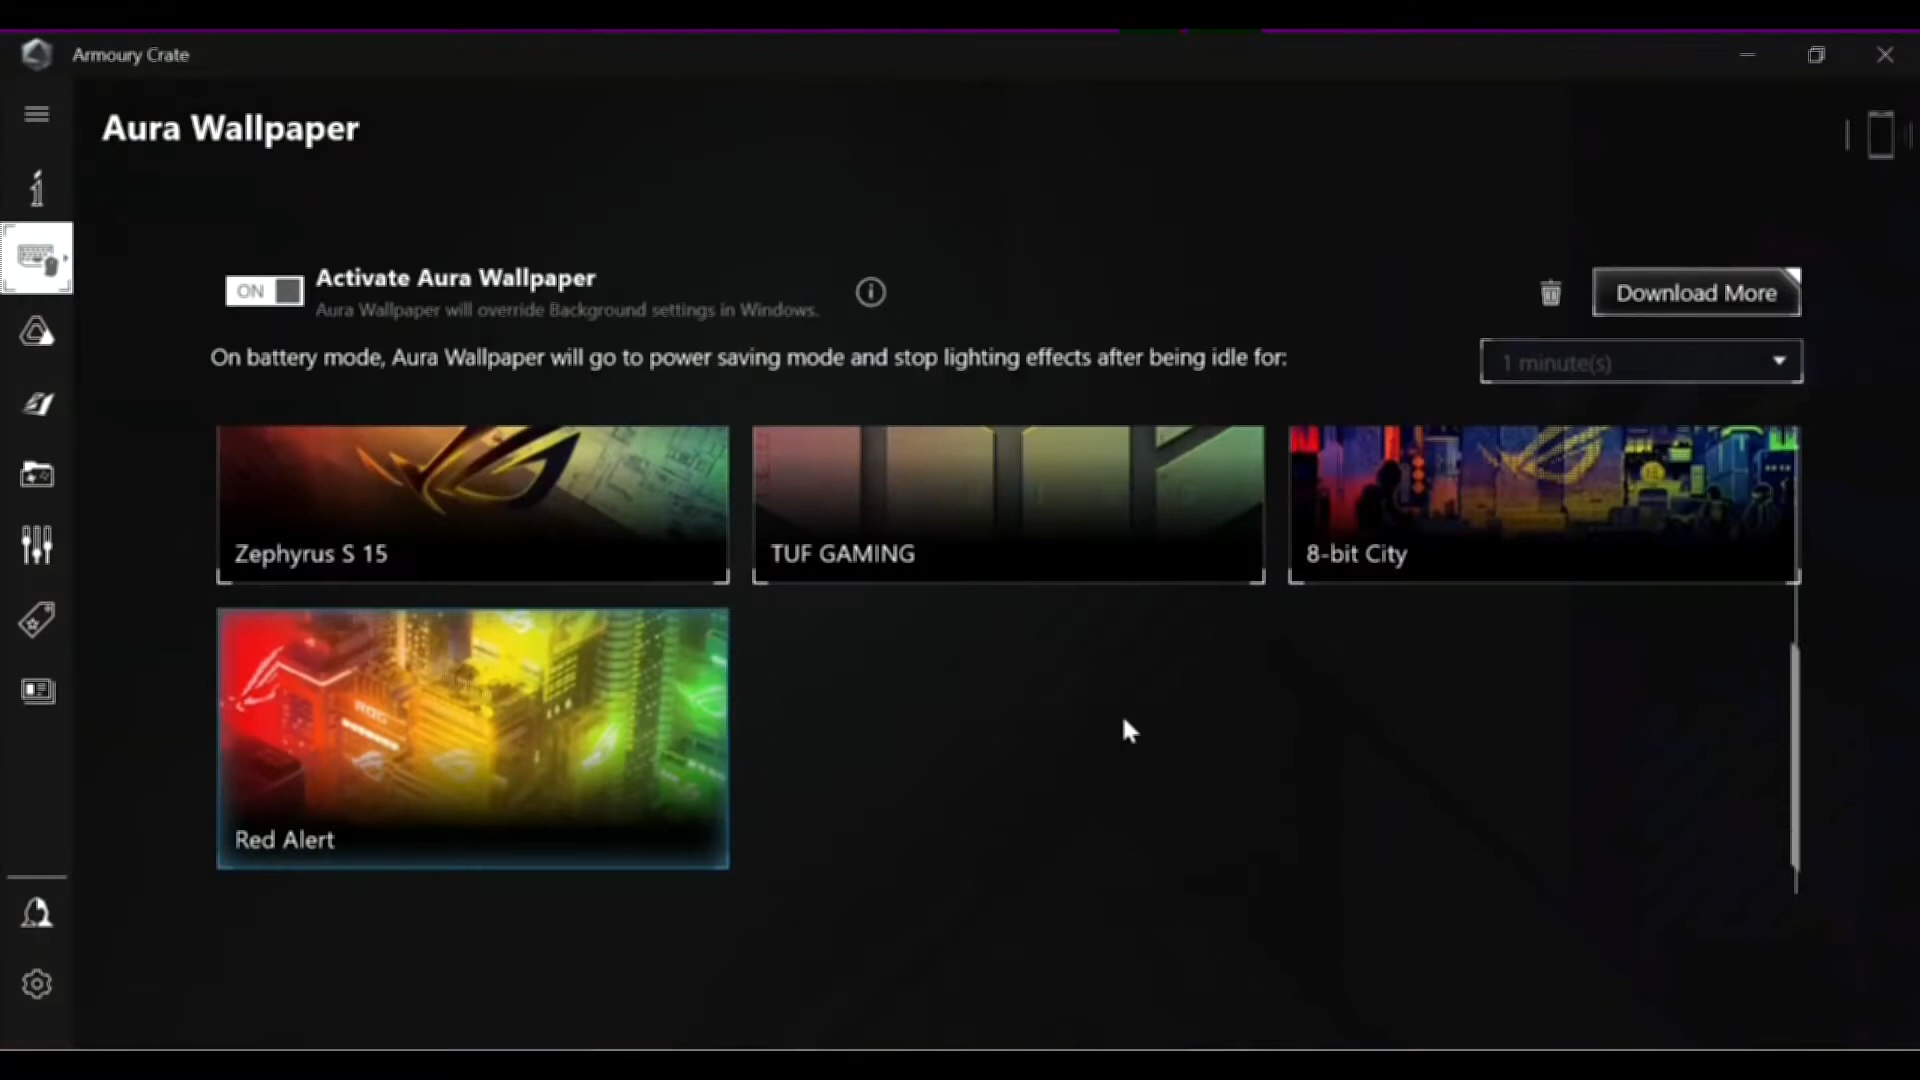 Armoury Crate
Aura Wallpaper
ON
Activate Aura Wallpaper
Aura Wallpaper will override Background settings in Windows.
Download More
On battery mode, Aura Wallpaper will go to power saving mode and stop lighting effects after being idle for:
1 minute(s)
Zephyrus S 15
TUF GAMING
8-bit City
ROG
Red Alert